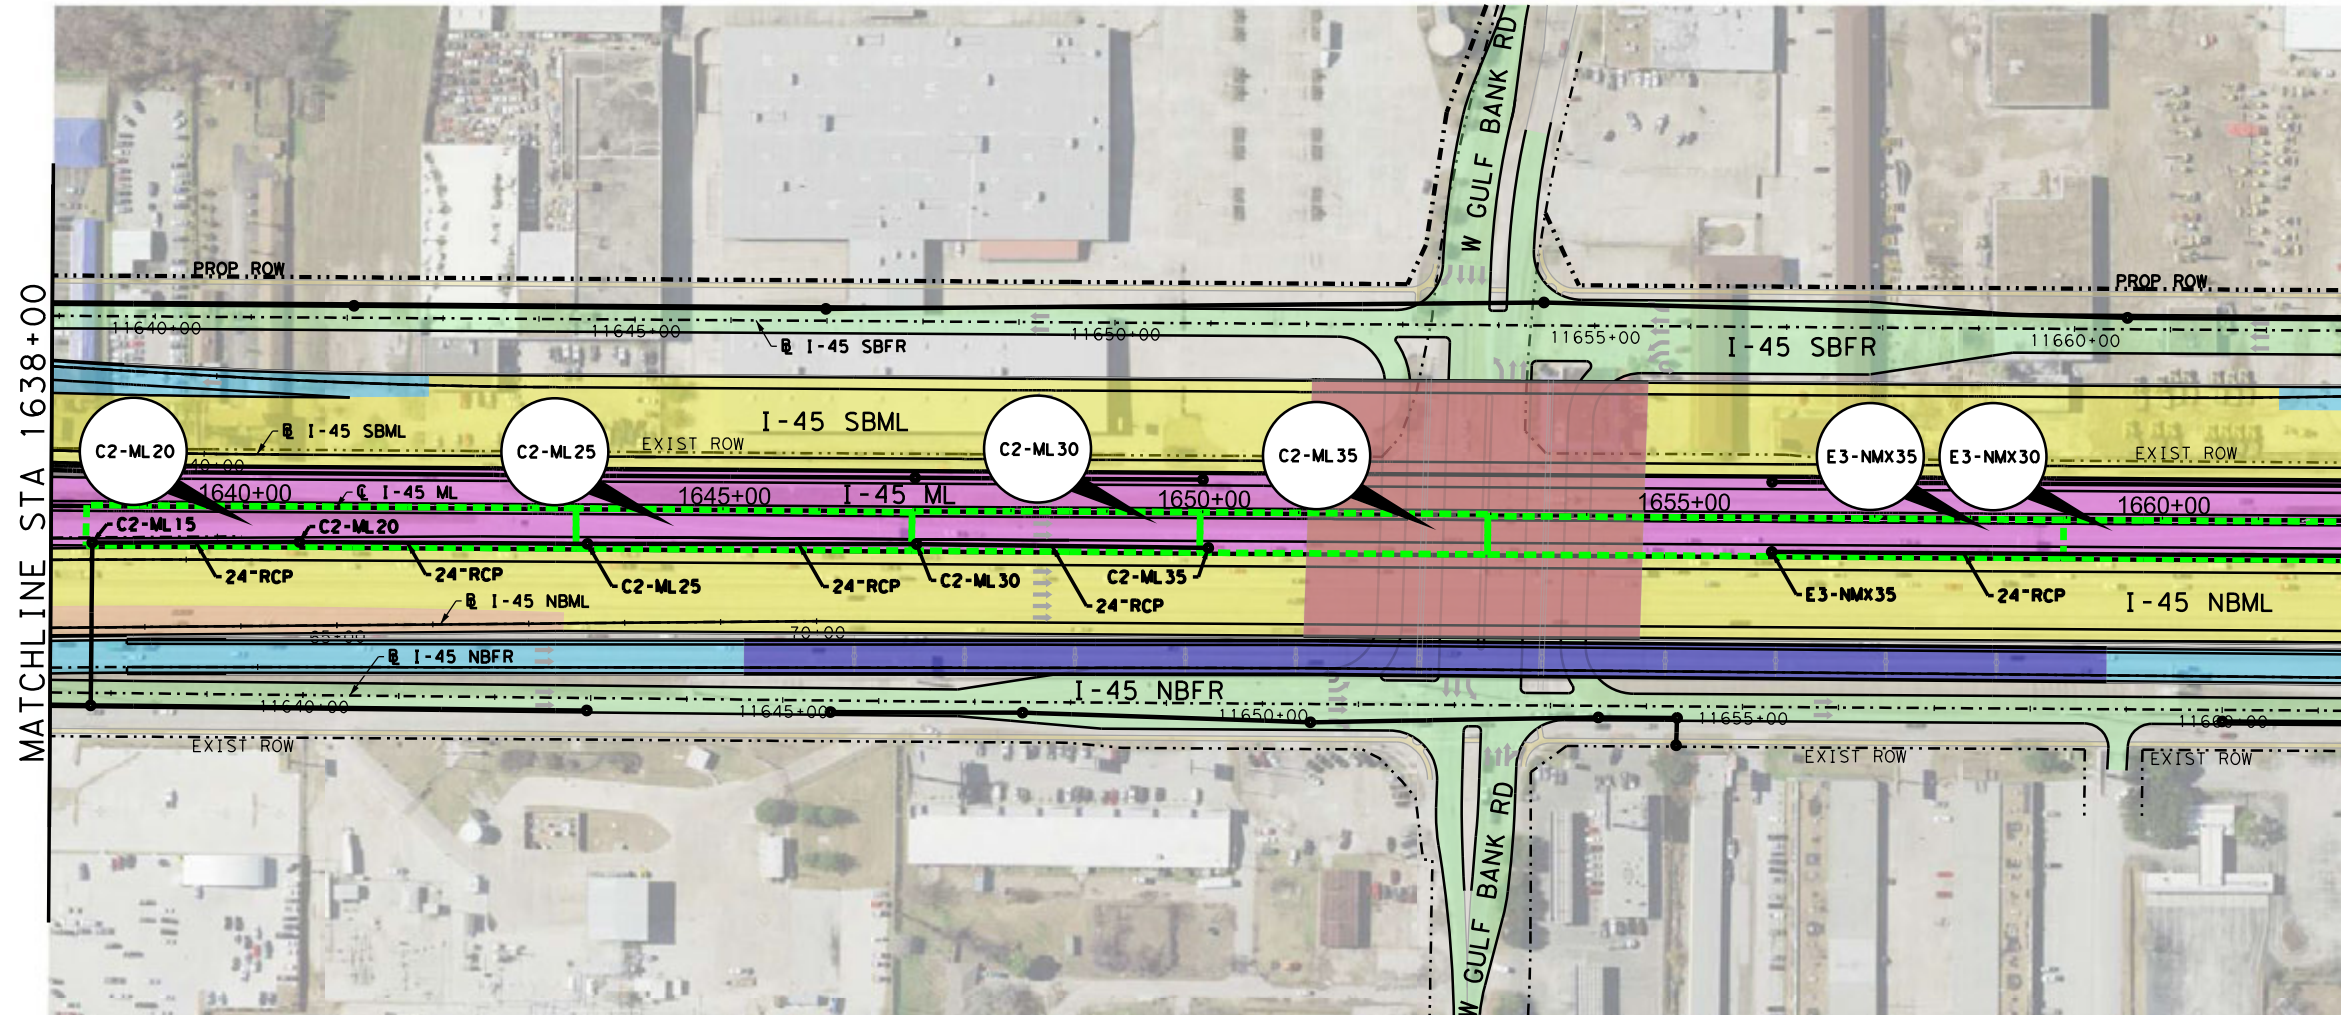 W GULF BANK RD
PROP ROW
PROP ROW
11640+00
11645+00
11650+00
11655+00
11660+00
℄ I-45 SBFR
I-45 SBFR
MATCHLINE STA 1638+00
I-45 SBML
℄ I-45 SBML
EXIST ROW
EXIST ROW
C2-ML20
C2-ML25
C2-ML30
C2-ML35
E3-NMX35
E3-NMX30
1640+00
℄ I-45 ML
1645+00
I-45 ML
1650+00
1655+00
1660+00
C2-ML15
C2-ML20
24"RCP
24"RCP
C2-ML25
24"RCP
C2-ML30
C2-ML35
24"RCP
E3-NMX35
24"RCP
℄ I-45 NBML
I-45 NBML
70+00
℄ I-45 NBFR
I-45 NBFR
11640+00
11645+00
11650+00
11655+00
EXIST ROW
EXIST ROW
EXIST ROW
W GULF BANK RD